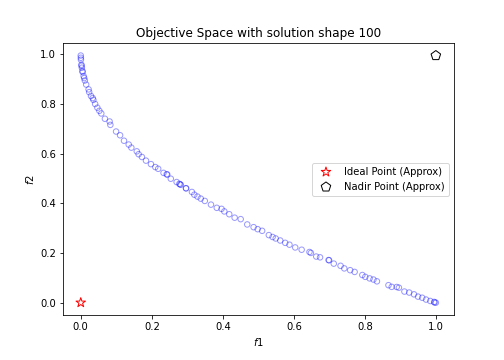 Objective Space with solution shape 100
1.0
0.8
0.6
0.4
0.2
0.0
f2
Ideal Point (Approx)
Nadir Point (Approx)
0.0 0.2 0.4 0.6 0.8 1.0
f1